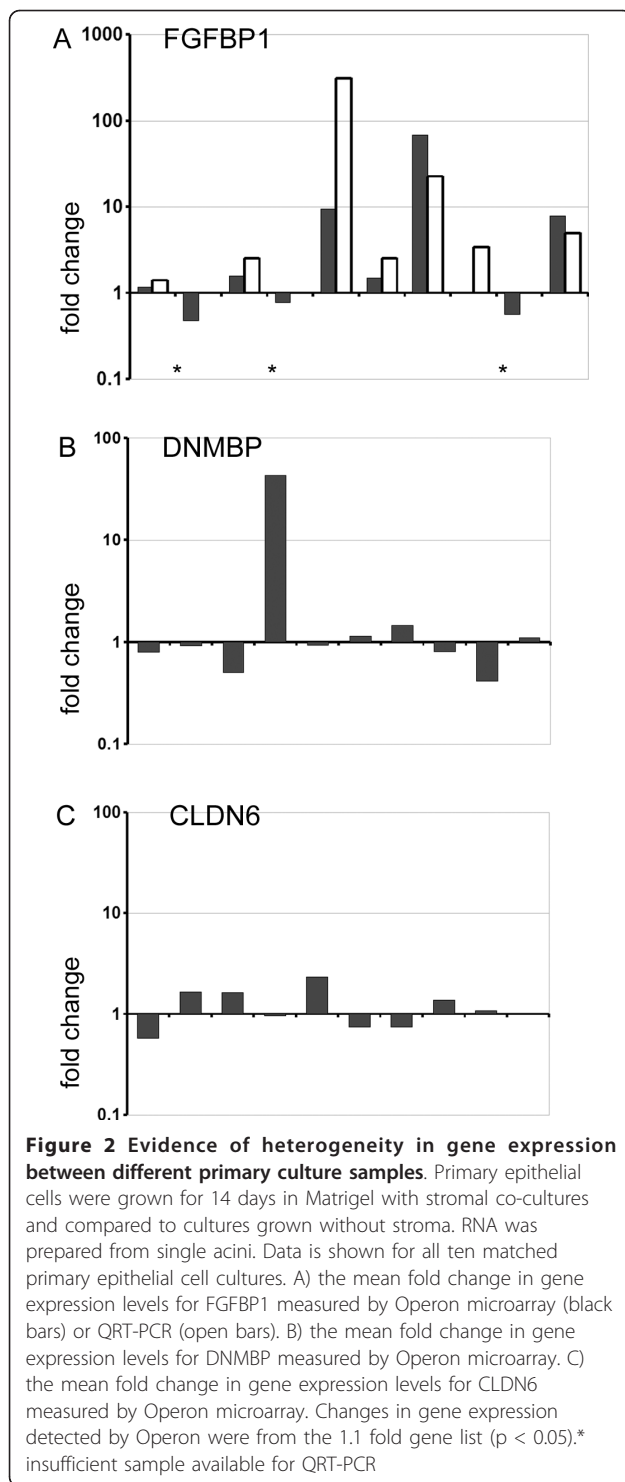 A FGFBP1
1000
100
10
1
0.1
fold change
* * *
B DNMBP
100
10
1
0.1
fold change
C CLDN6
100
10
1
0.1
fold change
Figure 2 Evidence of heterogeneity in gene expression
between different primary culture samples. Primary epithelial
cells were grown for 14 days in Matrigel with stromal co-cultures
and compared to cultures grown without stroma. RNA was
prepared from single acini. Data is shown for all ten matched
primary epithelial cell cultures. A) the mean fold change in gene
expression levels for FGFBP1 measured by Operon microarray (black
bars) or QRT-PCR (open bars). B) the mean fold change in gene
expression levels for DNMBP measured by Operon microarray. C)
the mean fold change in gene expression levels for CLDN6
measured by Operon microarray. Changes in gene expression
detected by Operon were from the 1.1 fold gene list (p < 0.05).*
insufficient sample available for QRT-PCR